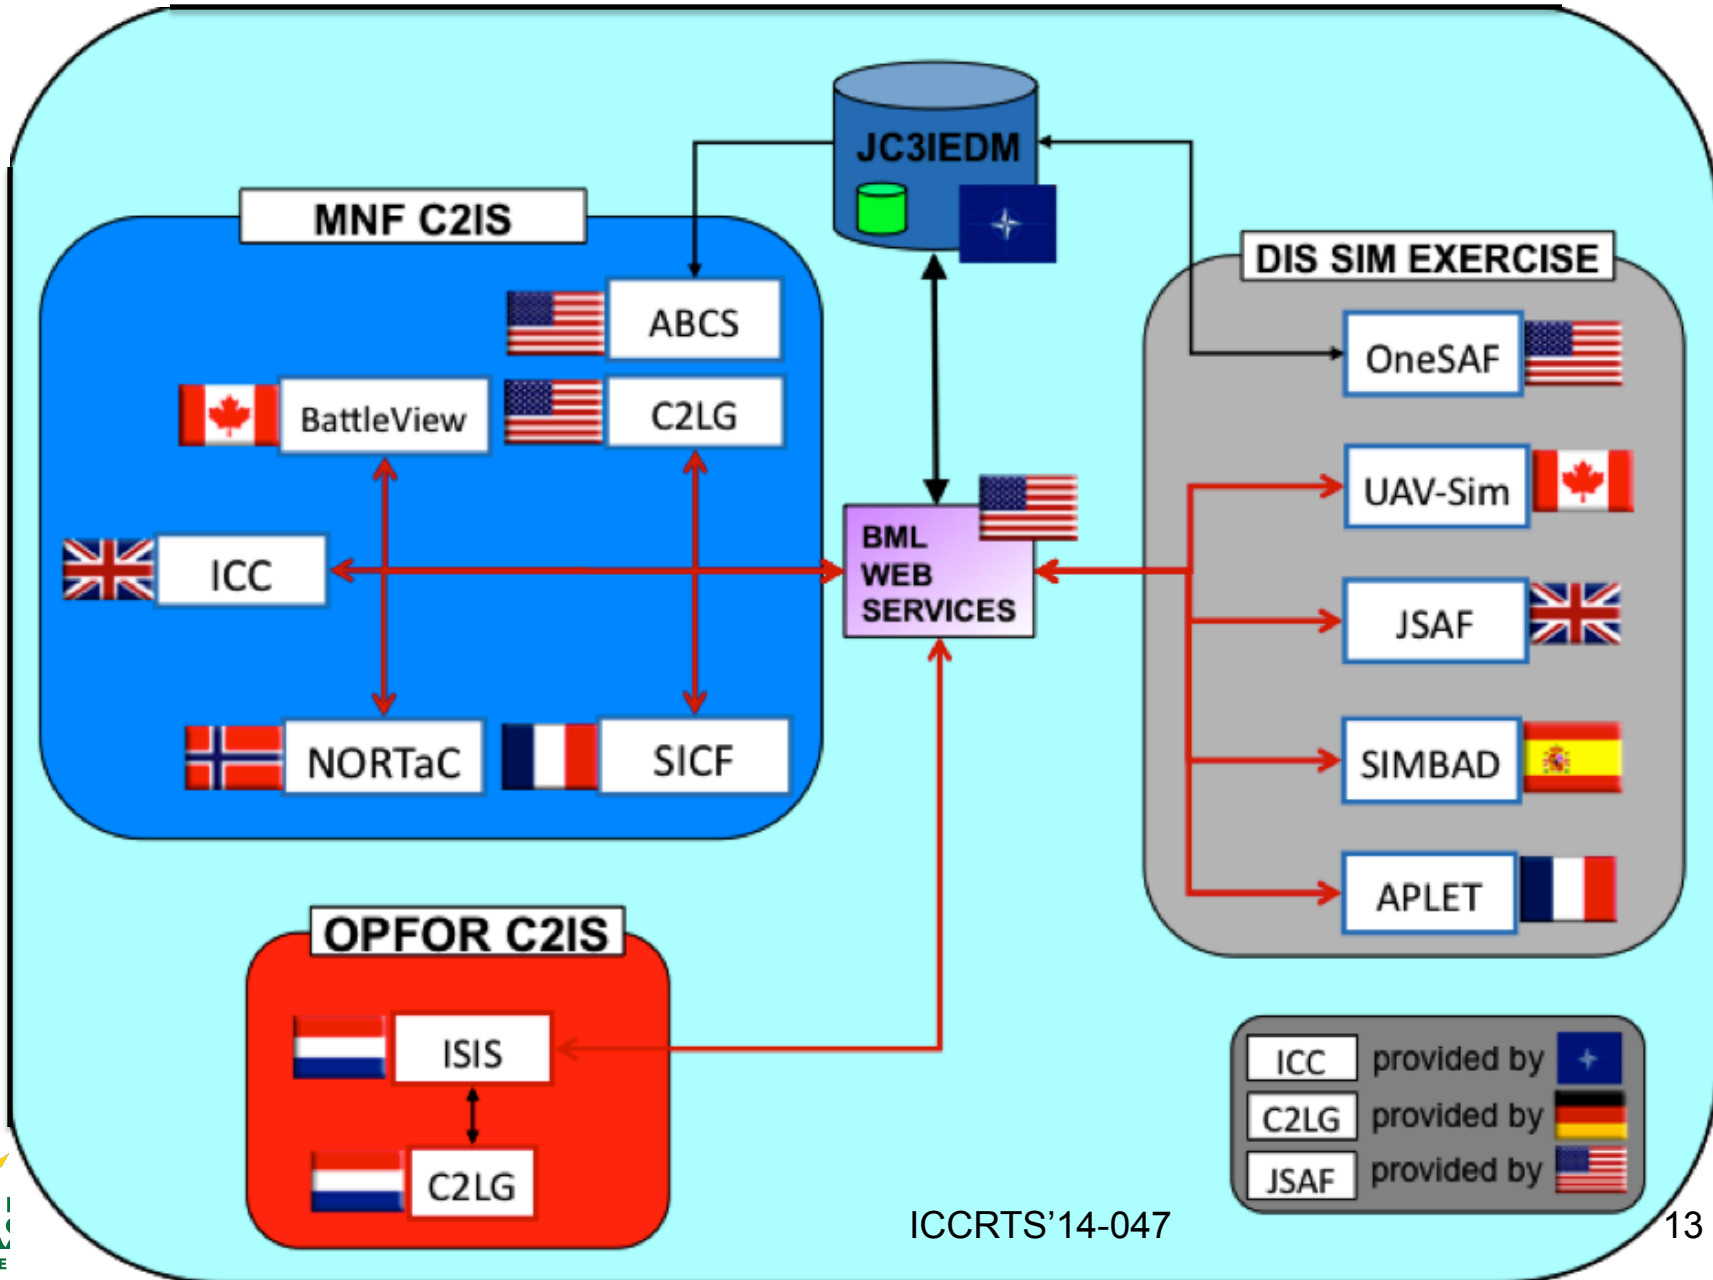 JC3IEDM
MNF C2IS
DIS SIM EXERCISE
ABCS
OneSAF
BattleView
C2LG
UAV-Sim
BML
WEB
SERVICES
ICC
JSAF
NORTaC
SICF
SIMBAD
APLET
OPFOR C2IS
ISIS
C2LG
ICC provided by
C2LG provided by
JSAF provided by
ICCRTS’14-047
13